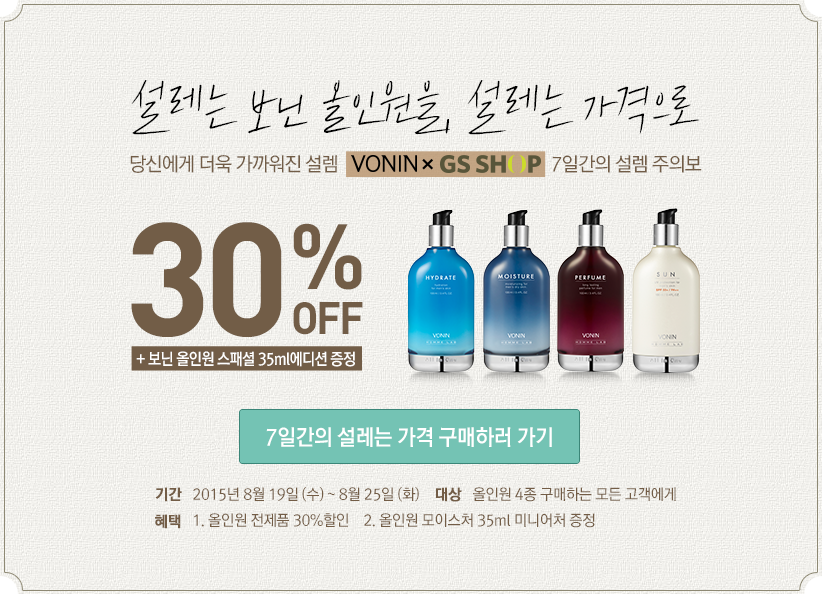 설레는 보닌 올인원을, 설레는 가격으로
당신에게 더욱 가까워진 설렘 VONIN × GS SHOP 7일간의 설렘 주의보
30% OFF
+ 보닌 올인원 스패셜 35ml에디션 증정
HYDRATE
VONIN
MOISTURE
VONIN
PERFUME
VONIN
SUN
VONIN
7일간의 설레는 가격 구매하러 가기
기간 2015년 8월 19일 (수) ~ 8월 25일 (화) 대상 올인원 4종 구매하는 모든 고객에게
혜택 1. 올인원 전제품 30%할인 2. 올인원 모이스처 35ml 미니어처 증정